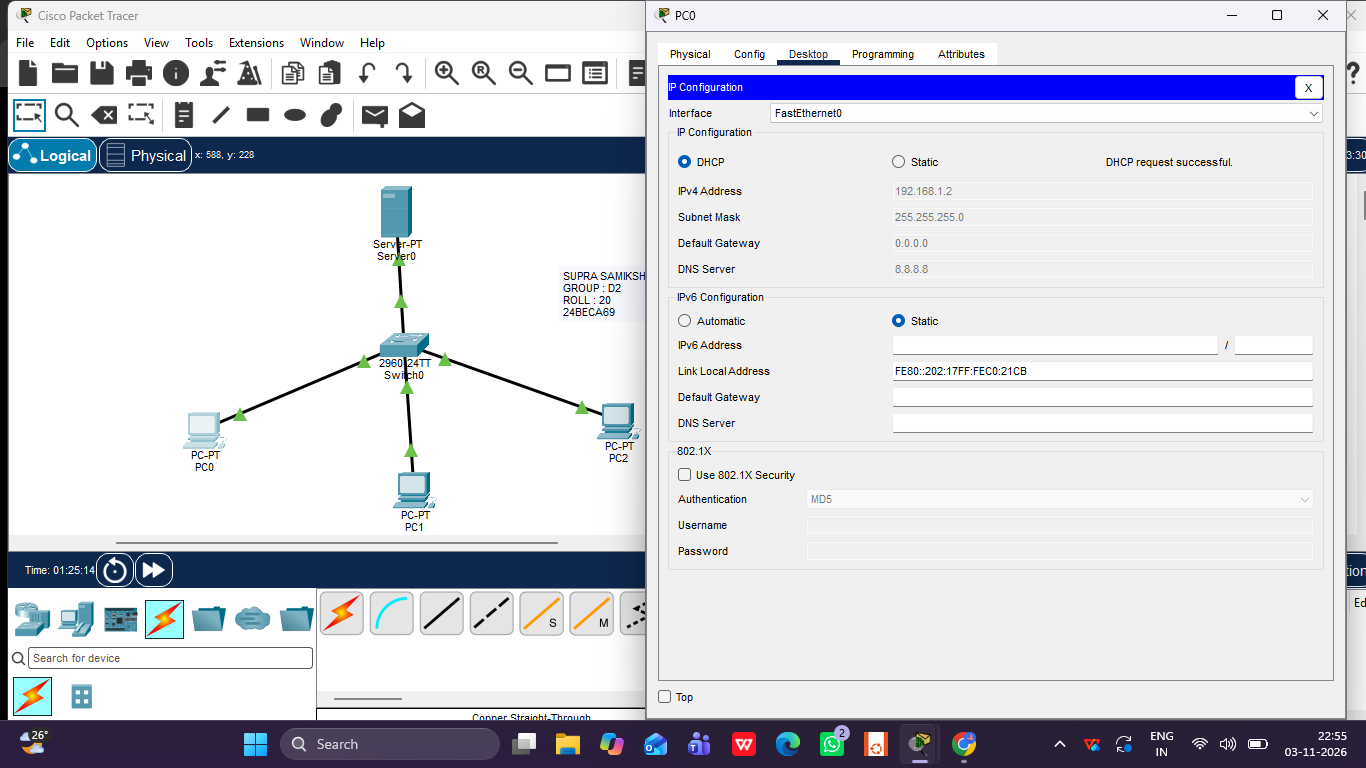 Cisco Packet Tracer
File Edit Options View Tools Extensions Window Help
Logical Physical x: 588, y: 228
Server-PT
Server0
SUPRA SAMIKSH
GROUP : D2
ROLL : 20
24BECA69
2960-24TT
Switch0
PC-PT
PC0
PC-PT
PC1
PC-PT
PC2
Time: 01:25:14
S
M
Search for device
Copper Straight-Through
PC0
Physical Config Desktop Programming Attributes
IP Configuration X
Interface FastEthernet0
IP Configuration
DHCP Static DHCP request successful.
IPv4 Address 192.168.1.2
Subnet Mask 255.255.255.0
Default Gateway 0.0.0.0
DNS Server 8.8.8.8
IPv6 Configuration
Automatic Static
IPv6 Address /
Link Local Address FE80::202:17FF:FEC0:21CB
Default Gateway
DNS Server
802.1X
Use 802.1X Security
Authentication MD5
Username
Password
Top
?
3:30
tion
Ed
26°
Search
2
ENG
IN
22:55
03-11-2026